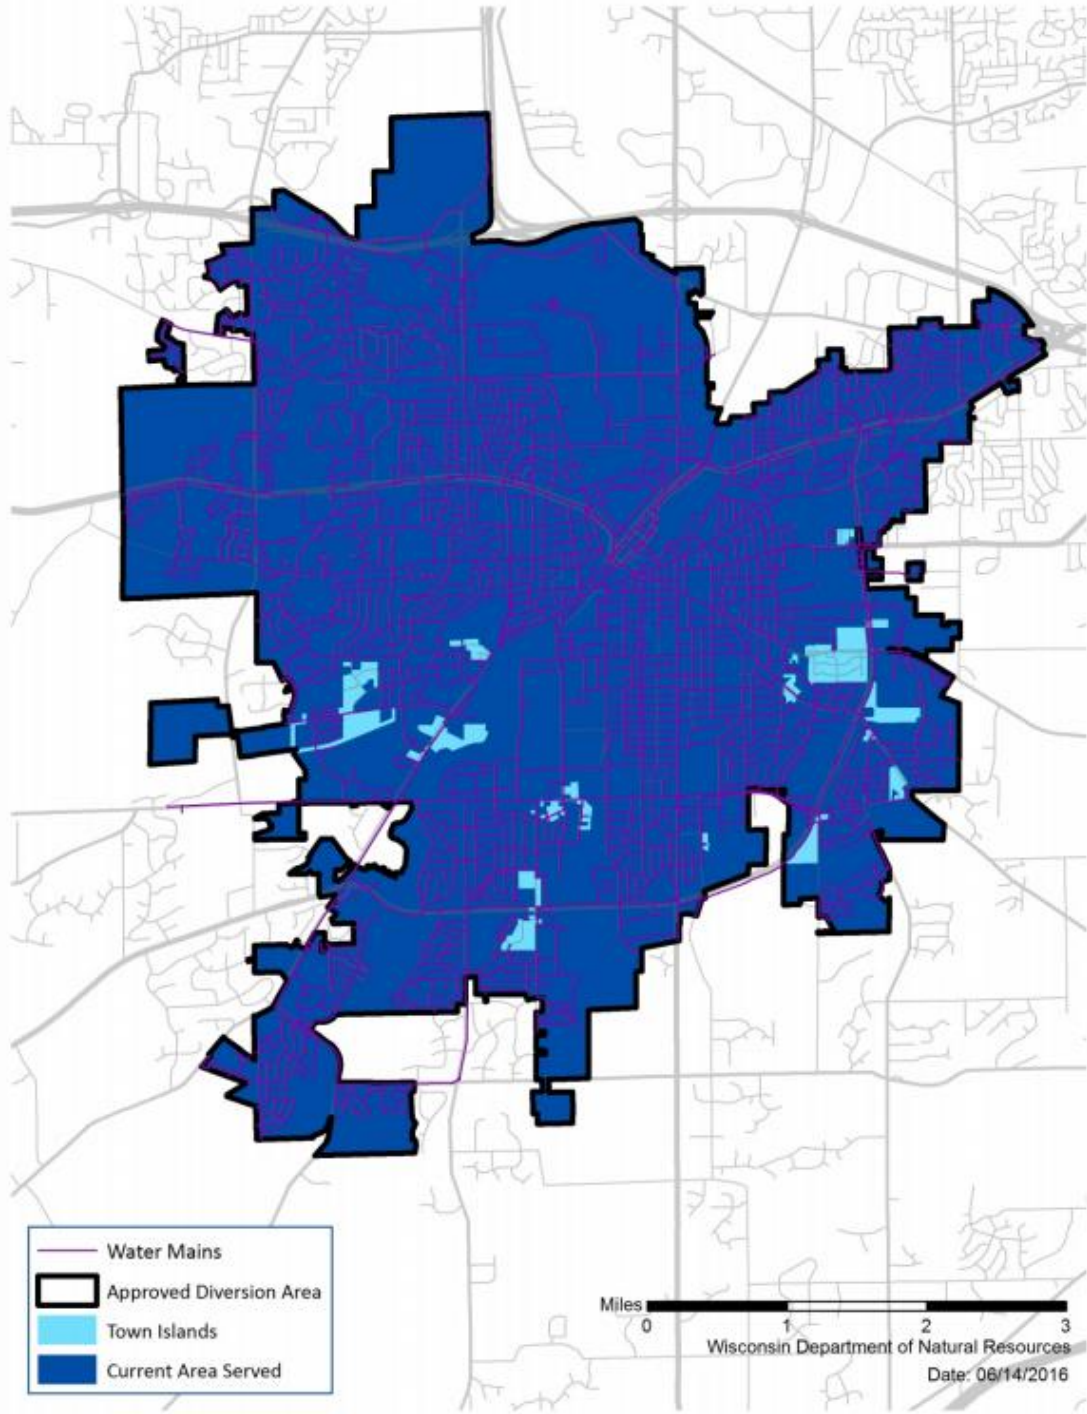 Water Mains
Approved Diversion Area
Town Islands
Current Area Served
Miles
0 1 2 3
Wisconsin Department of Natural Resources
Date: 06/14/2016